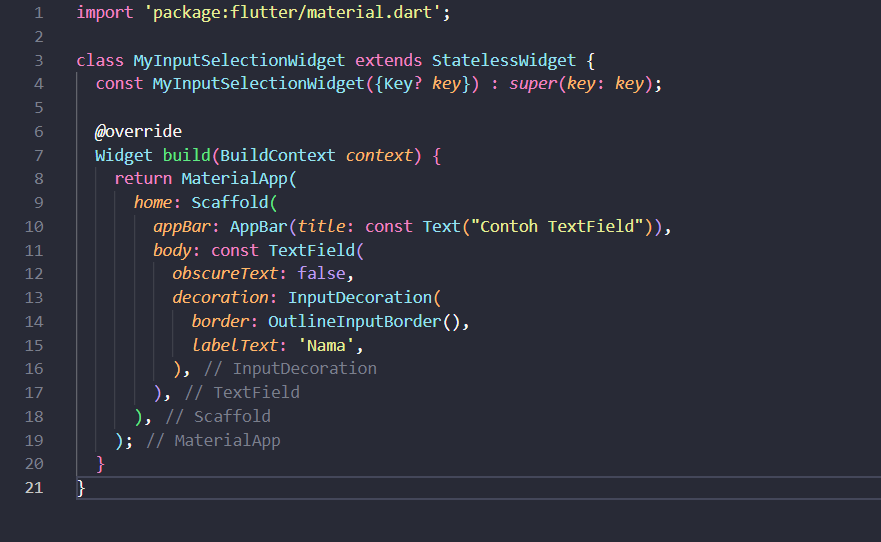 1 import 'package:flutter/material.dart';
2
3 class MyInputSelectionWidget extends StatelessWidget {
4   const MyInputSelectionWidget({Key? key}) : super(key: key);
5
6   @override
7   Widget build(BuildContext context) {
8     return MaterialApp(
9       home: Scaffold(
10         appBar: AppBar(title: const Text("Contoh TextField")),
11         body: const TextField(
12           obscureText: false,
13           decoration: InputDecoration(
14             border: OutlineInputBorder(),
15             labelText: 'Nama',
16           ), // InputDecoration
17         ), // TextField
18       ), // Scaffold
19     ); // MaterialApp
20   }
21 }